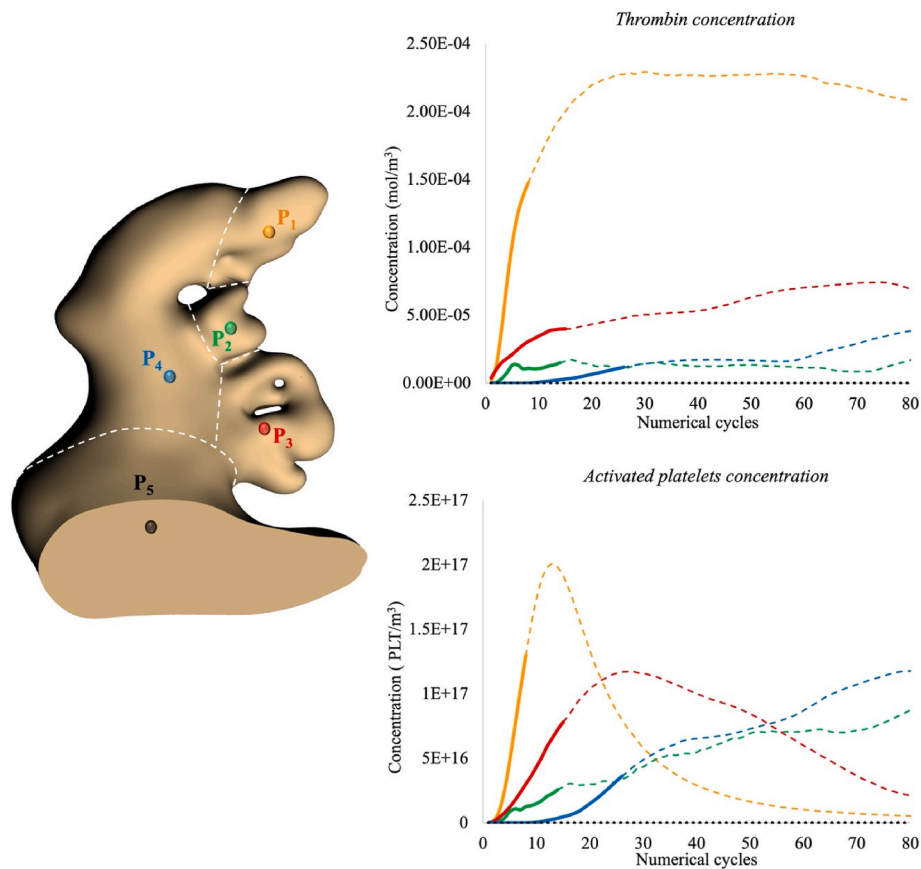 Thrombin concentration
2.50E-04
2.00E-04
1.50E-04
1.00E-04
5.00E-05
0.00E+00
Concentration (mol/m³)
0 10 20 30 40 50 60 70 80
Numerical cycles
P₁
P₂
P₄
P₃
P₅
Activated platelets concentration
2.5E+17
2E+17
1.5E+17
1E+17
5E+16
0
Concentration ( PLT/m³)
0 10 20 30 40 50 60 70 80
Numerical cycles